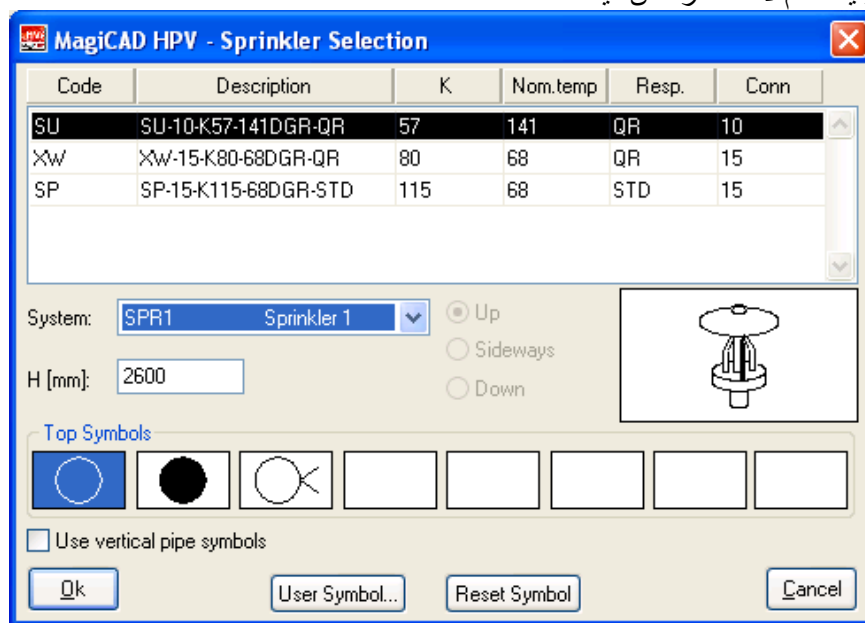 MagiCAD HPV - Sprinkler Selection
Code Description K Nom.temp Resp. Conn
SU SU-10-K57-141DGR-QR 57 141 QR 10
XW XW-15-K80-68DGR-QR 80 68 QR 15
SP SP-15-K115-68DGR-STD 115 68 STD 15
System: SPR1 Sprinkler 1
Up
Sideways
H [mm]: 2600
Down
Top Symbols
Use vertical pipe symbols
Ok User Symbol... Reset Symbol Cancel